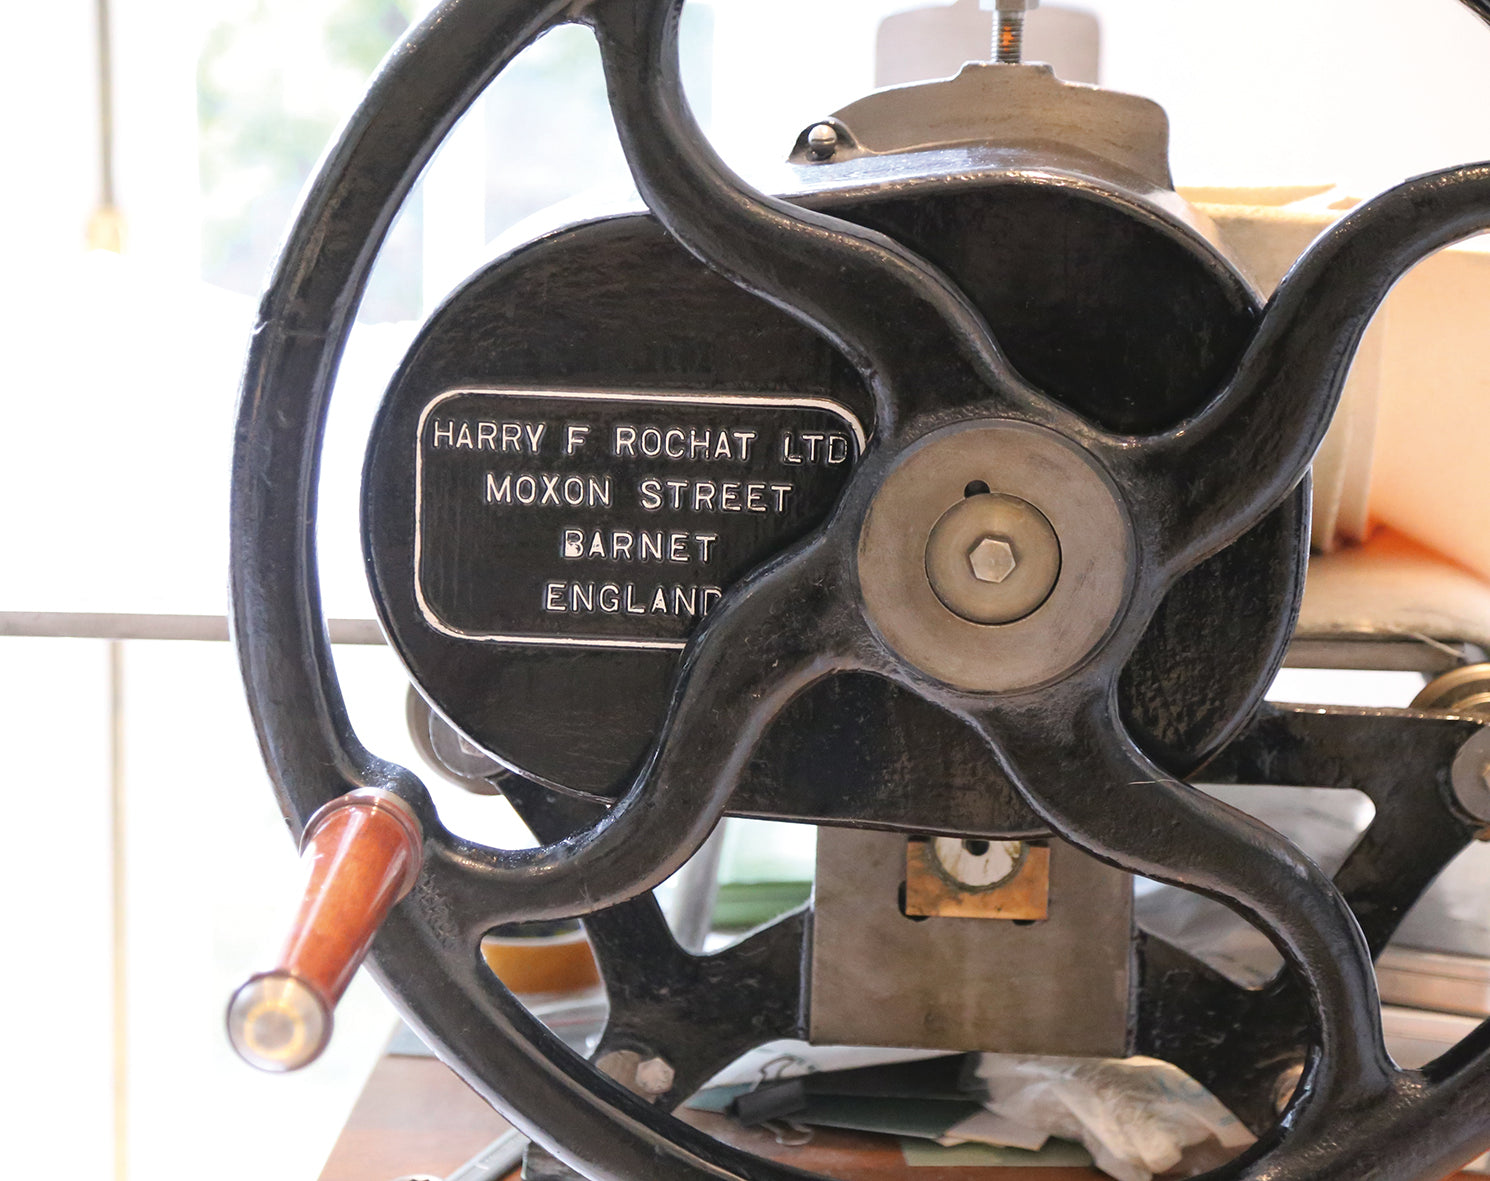 HARRY F ROCHAT LTD
MOXON STREET
BARNET
ENGLAND